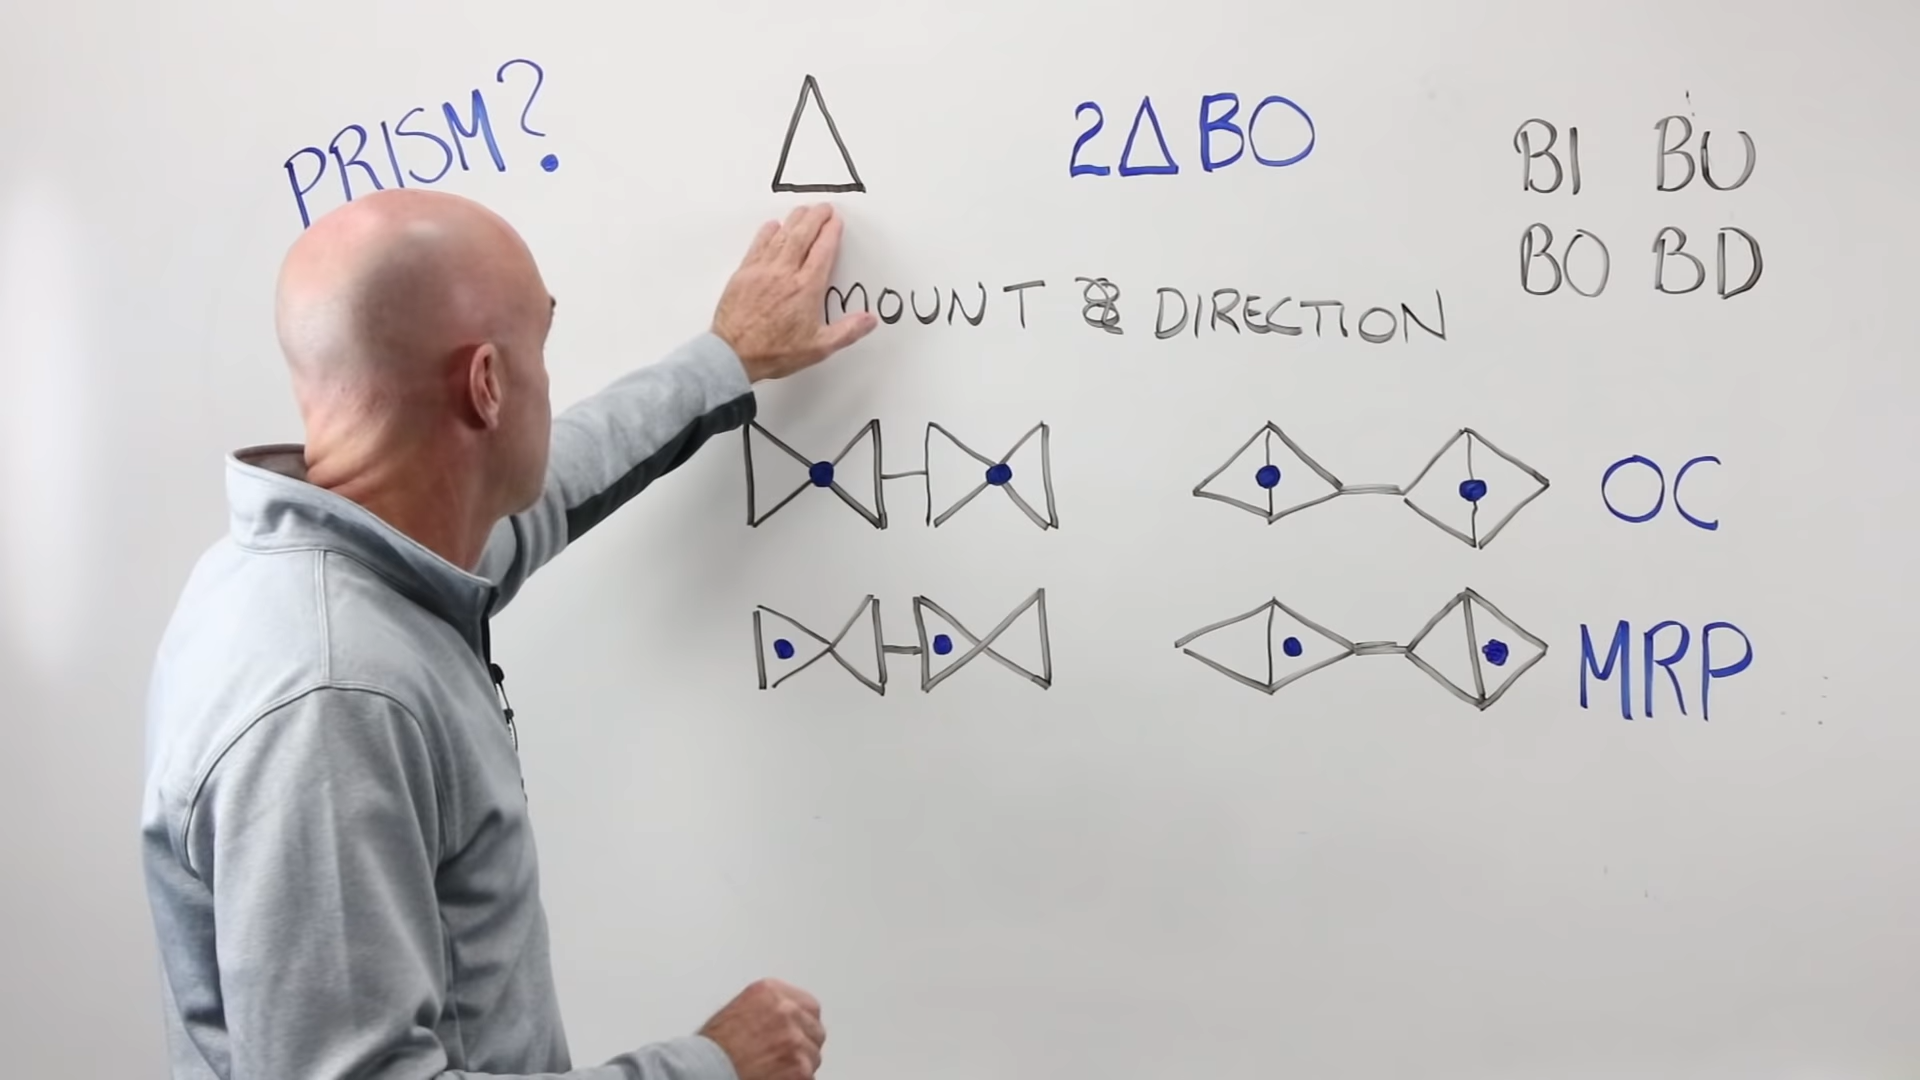 PRISM?
2Δ BO
BI BU
BO BD
MOUNT & DIRECTION
OC
MRP